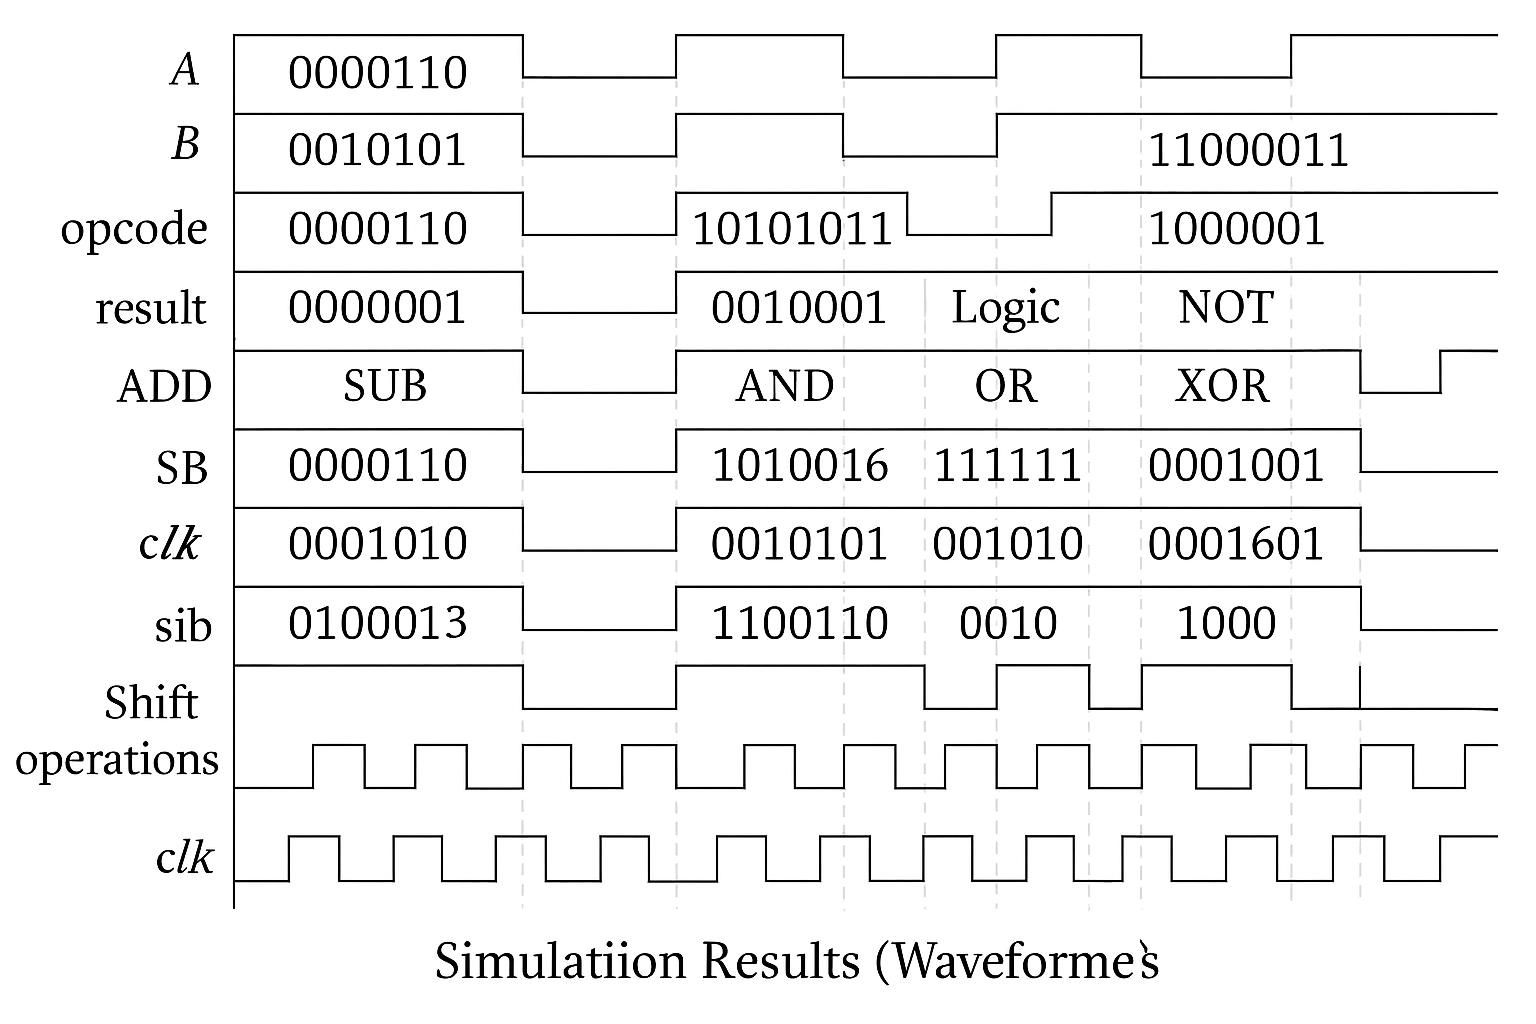 A 0000110
B 0010101 11000011
opcode 0000110 10101011 1000001
result 0000001 0010001 Logic NOT
ADD SUB AND OR XOR
SB 0000110 1010016 111111 0001001
clk 0001010 0010101 001010 0001601
sib 0100013 1100110 0010 1000
Shift
operations
clk
Simulatiion Results (Waveforme`s